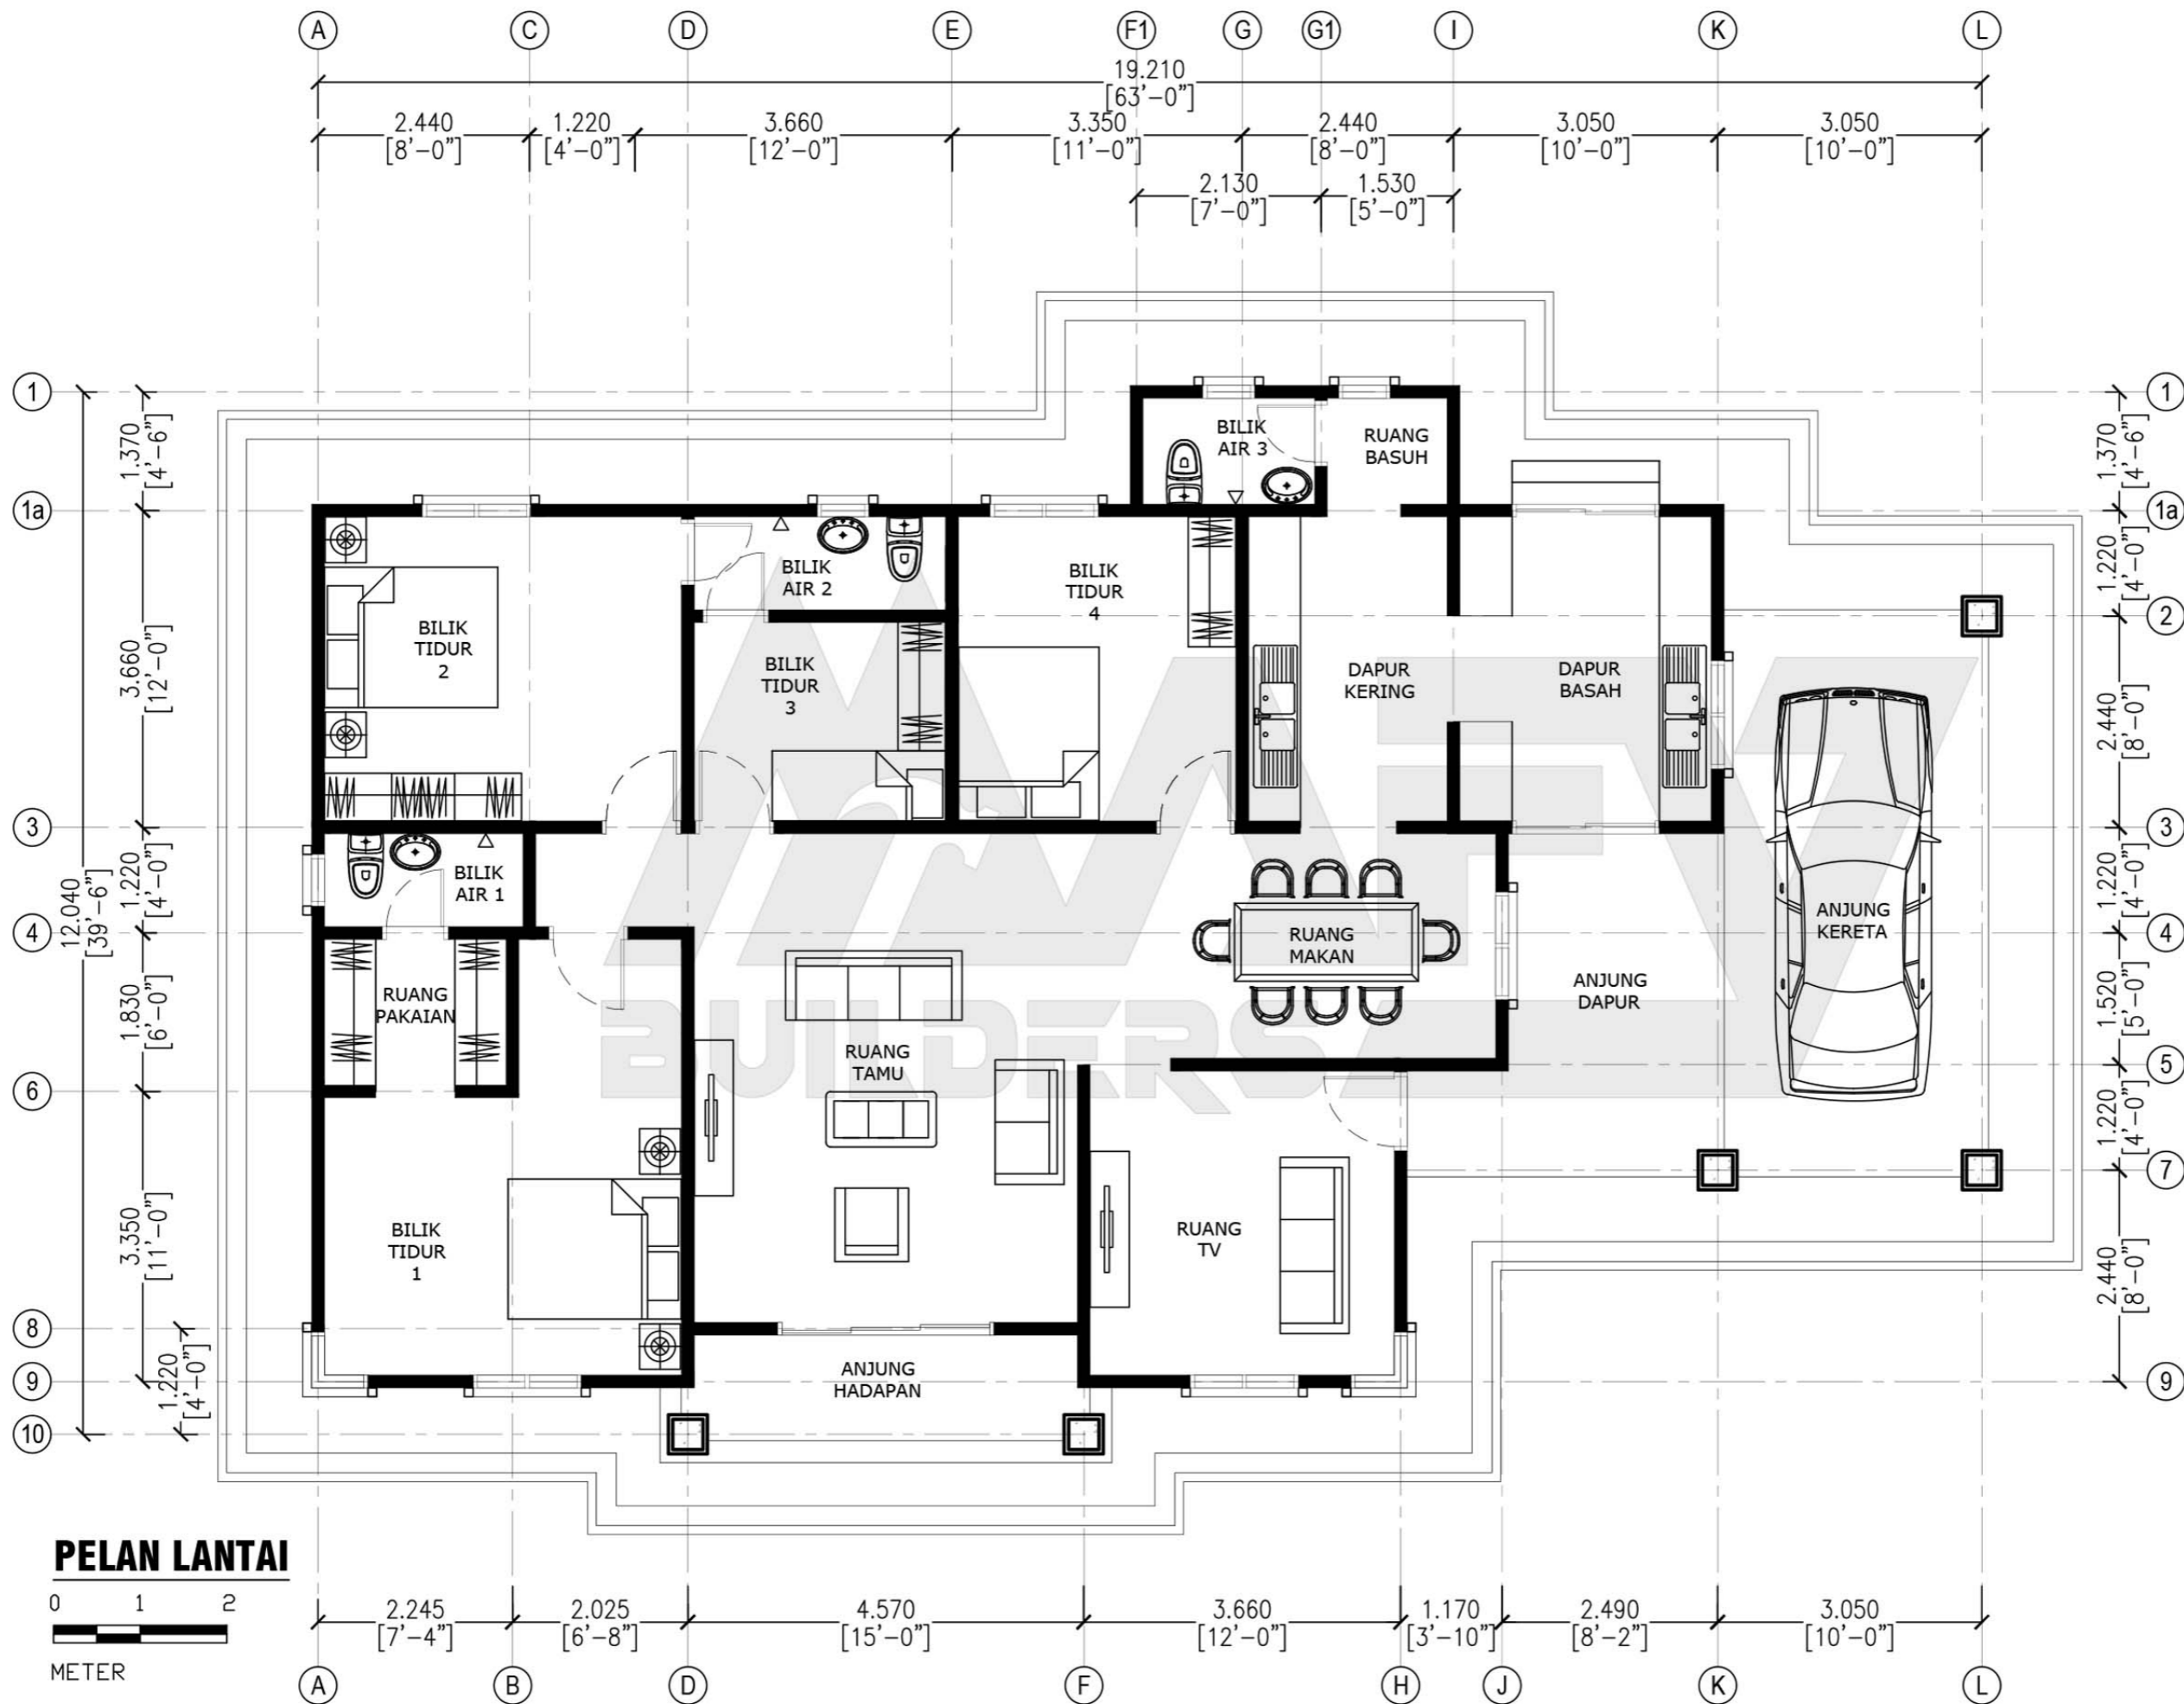 A C D E F1 G G1 I K L
19.210
[63'-0"]
2.440 1.220 3.660 3.350 2.440 3.050 3.050
[8'-0"] [4'-0"] [12'-0"] [11'-0"] [8'-0"] [10'-0"] [10'-0"]
2.130 1.530
[7'-0"] [5'-0"]
1 1
1.370
[4'-6"]
1.370
[4'-6"]
BILIK
AIR 3
RUANG
BASUH
1a 1a
1.220
[4'-0"]
BILIK
AIR 2
BILIK
TIDUR
4
2
3.660
[12'-0"]
BILIK
TIDUR
2
BILIK
TIDUR
3
DAPUR
KERING
DAPUR
BASAH
2.440
[8'-0"]
3 3
12.040
[39'-6"]
1.220
[4'-0"]
BILIK
AIR 1
1.220
[4'-0"]
4 4
RUANG
MAKAN
ANJUNG
KERETA
1.830
[6'-0"]
RUANG
PAKAIAN
ANJUNG
DAPUR
1.520
[5'-0"]
MrMFIV
BUILDERS
RUANG
TAMU
5
6
1.220
[4'-0"]
7
3.350
[11'-0"]
BILIK
TIDUR
1
RUANG
TV
2.440
[8'-0"]
8
1.220
[4'-0"]
ANJUNG
HADAPAN
9 9
10
PELAN LANTAI
0 1 2
METER
2.245 2.025 4.570 3.660 1.170 2.490 3.050
[7'-4"] [6'-8"] [15'-0"] [12'-0"] [3'-10"] [8'-2"] [10'-0"]
A B D F H J K L